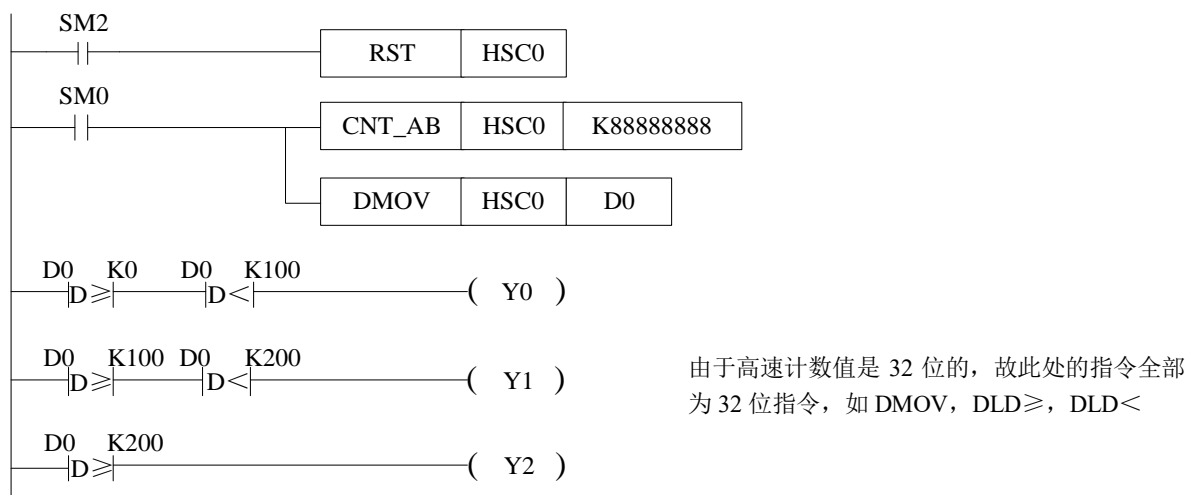 SM2
RST HSC0
SM0
CNT_AB HSC0 K88888888
DMOV HSC0 D0
D0 K0 D0 K100
D≥ D< ( Y0 )
D0 K100 D0 K200
D≥ D< ( Y1 )
由于高速计数值是 32 位的，故此处的指令全部
为 32 位指令，如 DMOV，DLD≥，DLD＜
D0 K200
D≥ ( Y2 )